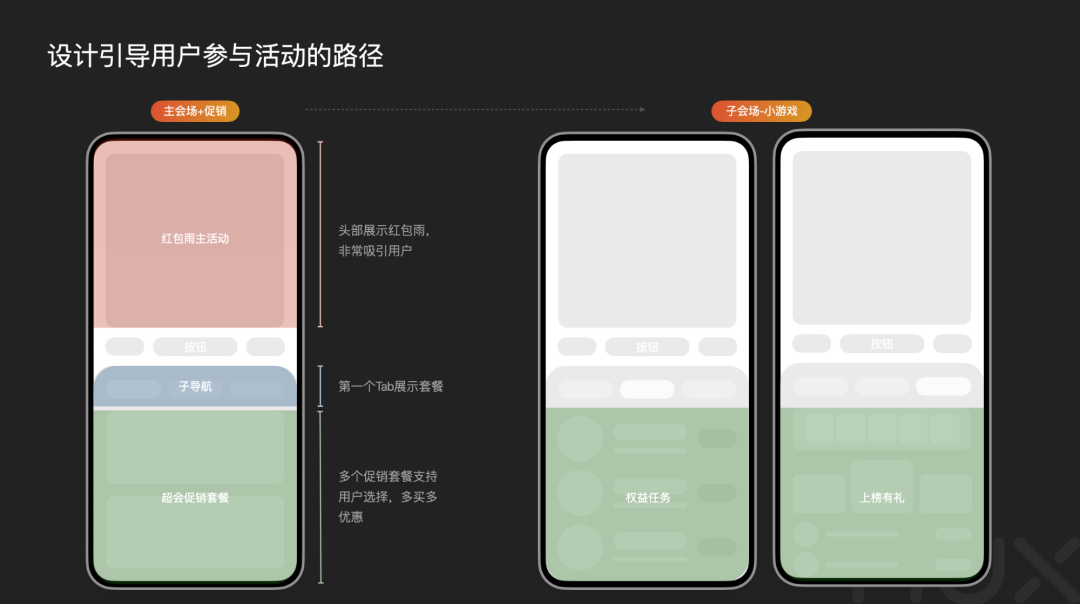 设计引导用户参与活动的路径
主会场+促销
子会场-小游戏
红包雨主活动
头部展示红包雨，
非常吸引用户
按钮
按钮
按钮
子导航
第一个Tab展示套餐
超会促销套餐
多个促销套餐支持
用户选择，多买多
优惠
权益任务
上榜有礼